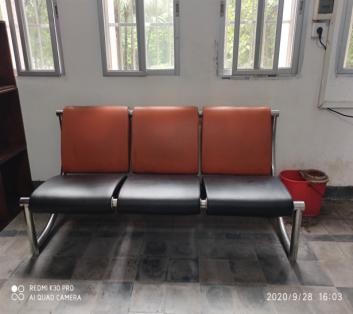 REDMI K30 PRO
AI QUAD CAMERA
2020/9/28 16:03